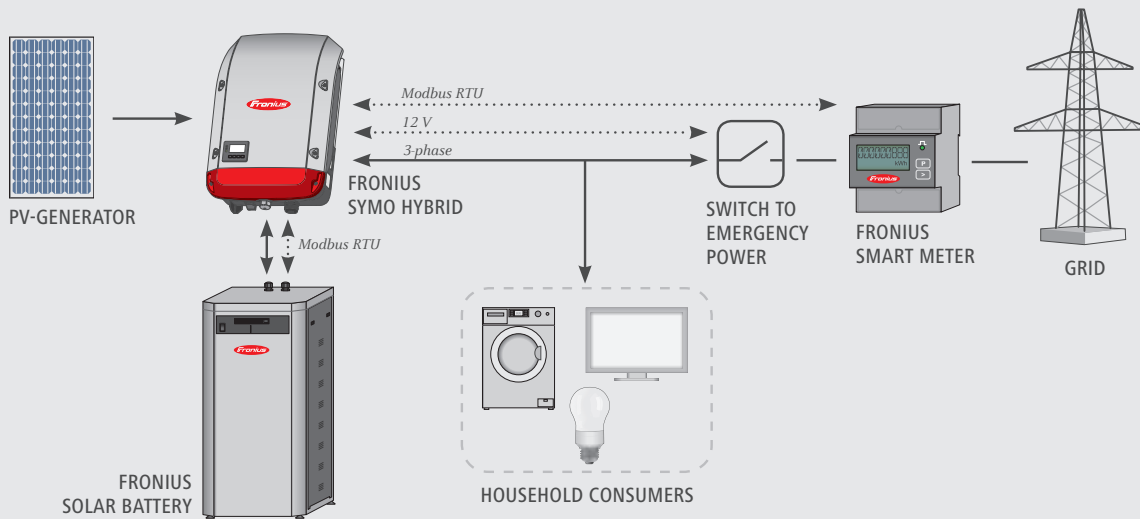 PV-GENERATOR
Fronius
FRONIUS
SYMO HYBRID
Modbus RTU
12 V
3-phase
SWITCH TO
EMERGENCY
POWER
kWh
P
>
Fronius
FRONIUS
SMART METER
GRID
Modbus RTU
Fronius
FRONIUS
SOLAR BATTERY
HOUSEHOLD CONSUMERS